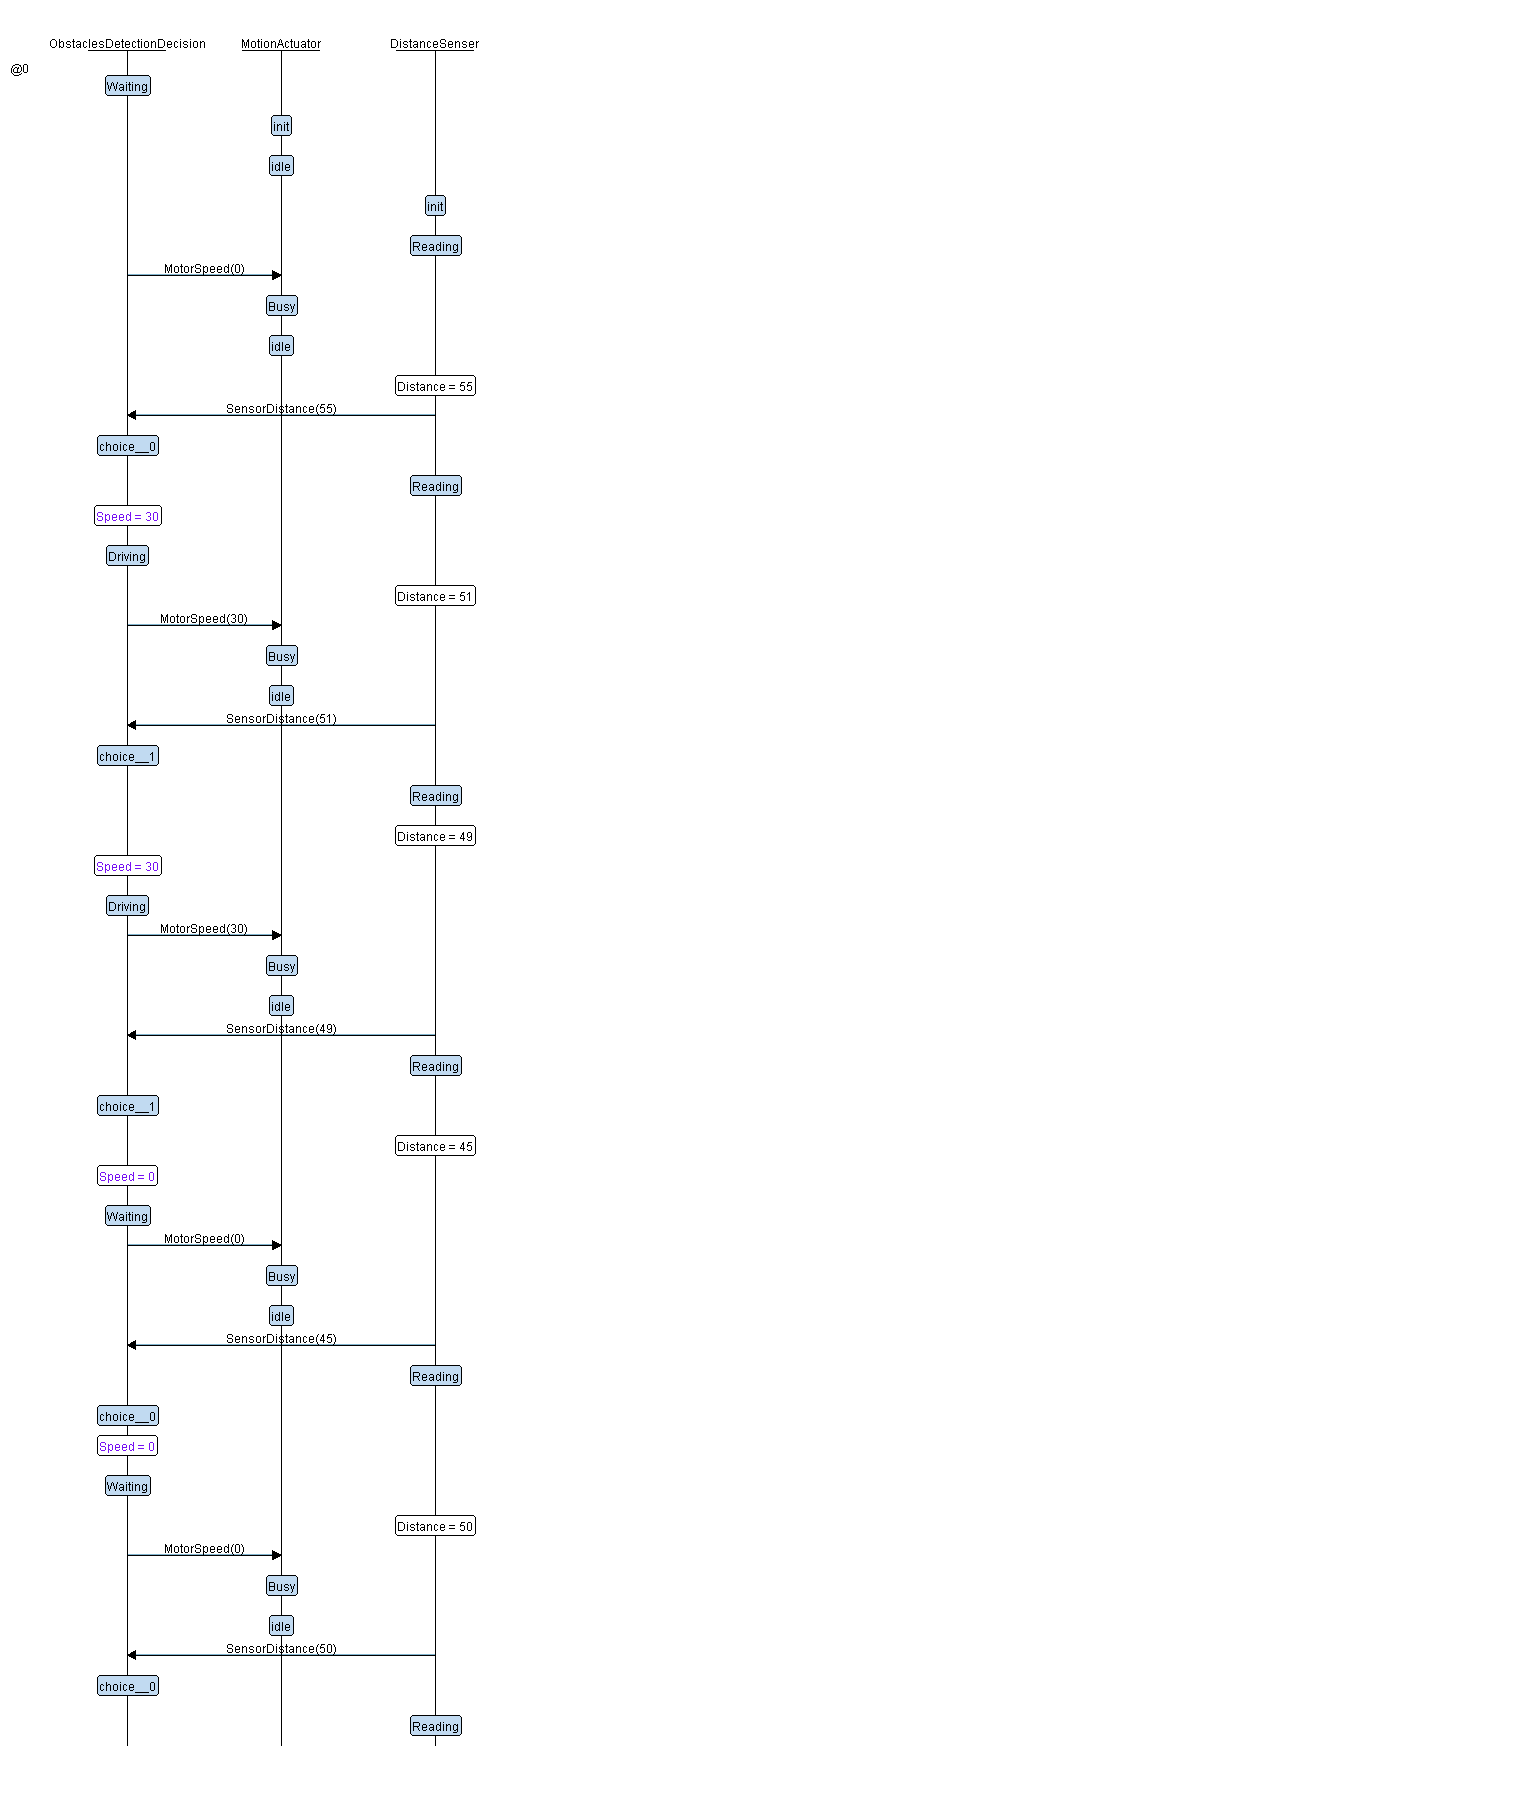 ObstaclesDetectionDecision MotionActuator DistanceSenser
@0
Waiting
init
idle
init
Reading
MotorSpeed(0)
Busy
idle
Distance = 55
SensorDistance(55)
choice__0
Reading
Speed = 30
Driving
Distance = 51
MotorSpeed(30)
Busy
idle
SensorDistance(51)
choice__1
Reading
Distance = 49
Speed = 30
Driving
MotorSpeed(30)
Busy
idle
SensorDistance(49)
Reading
choice__1
Distance = 45
Speed = 0
Waiting
MotorSpeed(0)
Busy
idle
SensorDistance(45)
Reading
choice__0
Speed = 0
Waiting
Distance = 50
MotorSpeed(0)
Busy
idle
SensorDistance(50)
choice__0
Reading